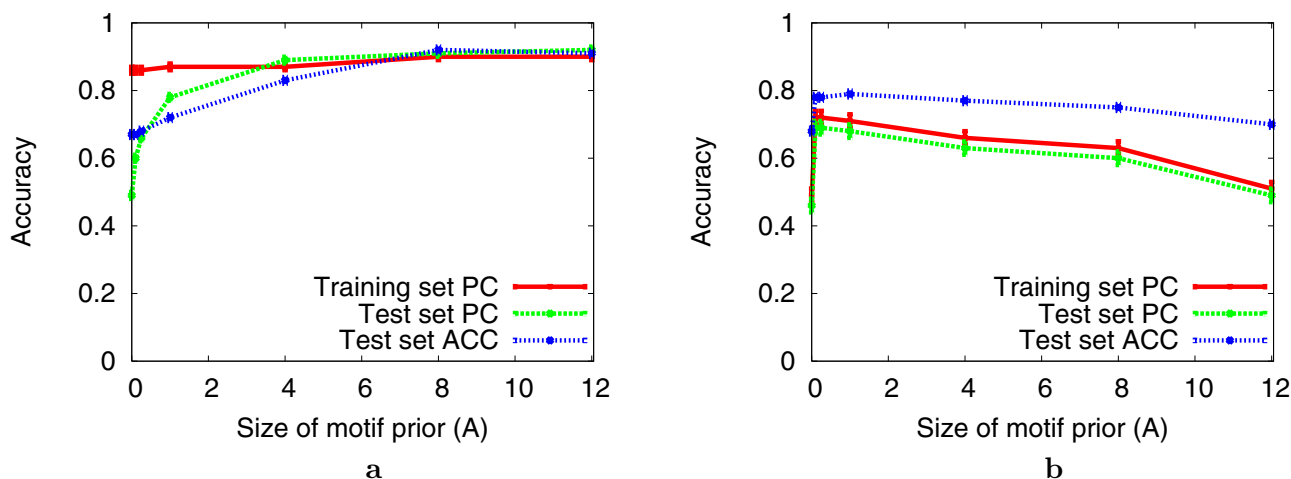 1
0.8
0.6
0.4
0.2
0
Accuracy
Training set PC
Test set PC
Test set ACC
0 2 4 6 8 10 12
Size of motif prior (A)
a
1
0.8
0.6
0.4
0.2
0
Accuracy
Training set PC
Test set PC
Test set ACC
0 2 4 6 8 10 12
Size of motif prior (A)
b